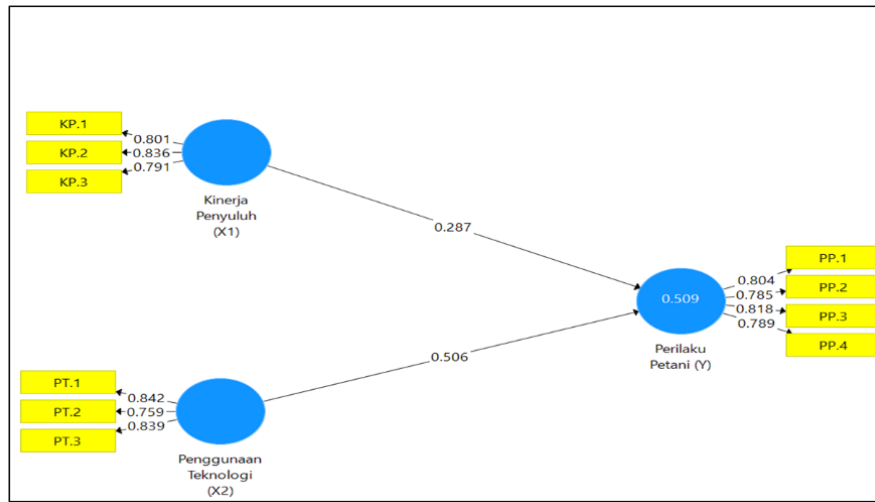 KP.1
KP.2
KP.3
0.801
0.836
0.791
Kinerja
Penyuluh
(X1)
0.287
PT.1
PT.2
PT.3
0.842
0.759
0.839
Penggunaan
Teknologi
(X2)
0.506
0.509
Perilaku
Petani (Y)
0.804
0.785
0.818
0.789
PP.1
PP.2
PP.3
PP.4